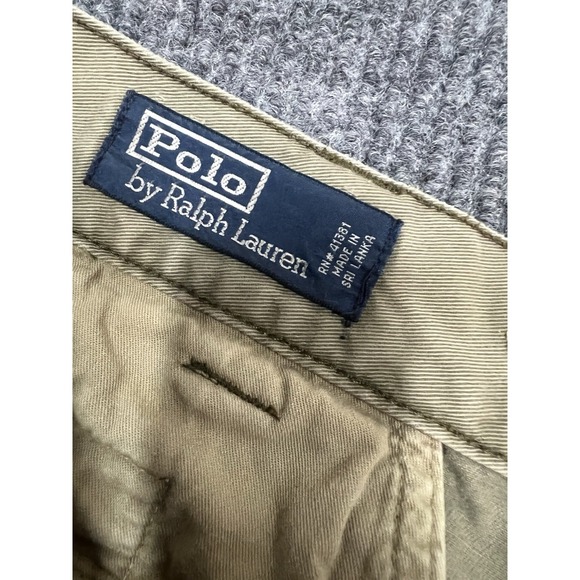 Polo
by Ralph Lauren
RN# 41381
MADE IN
SRI LANKA